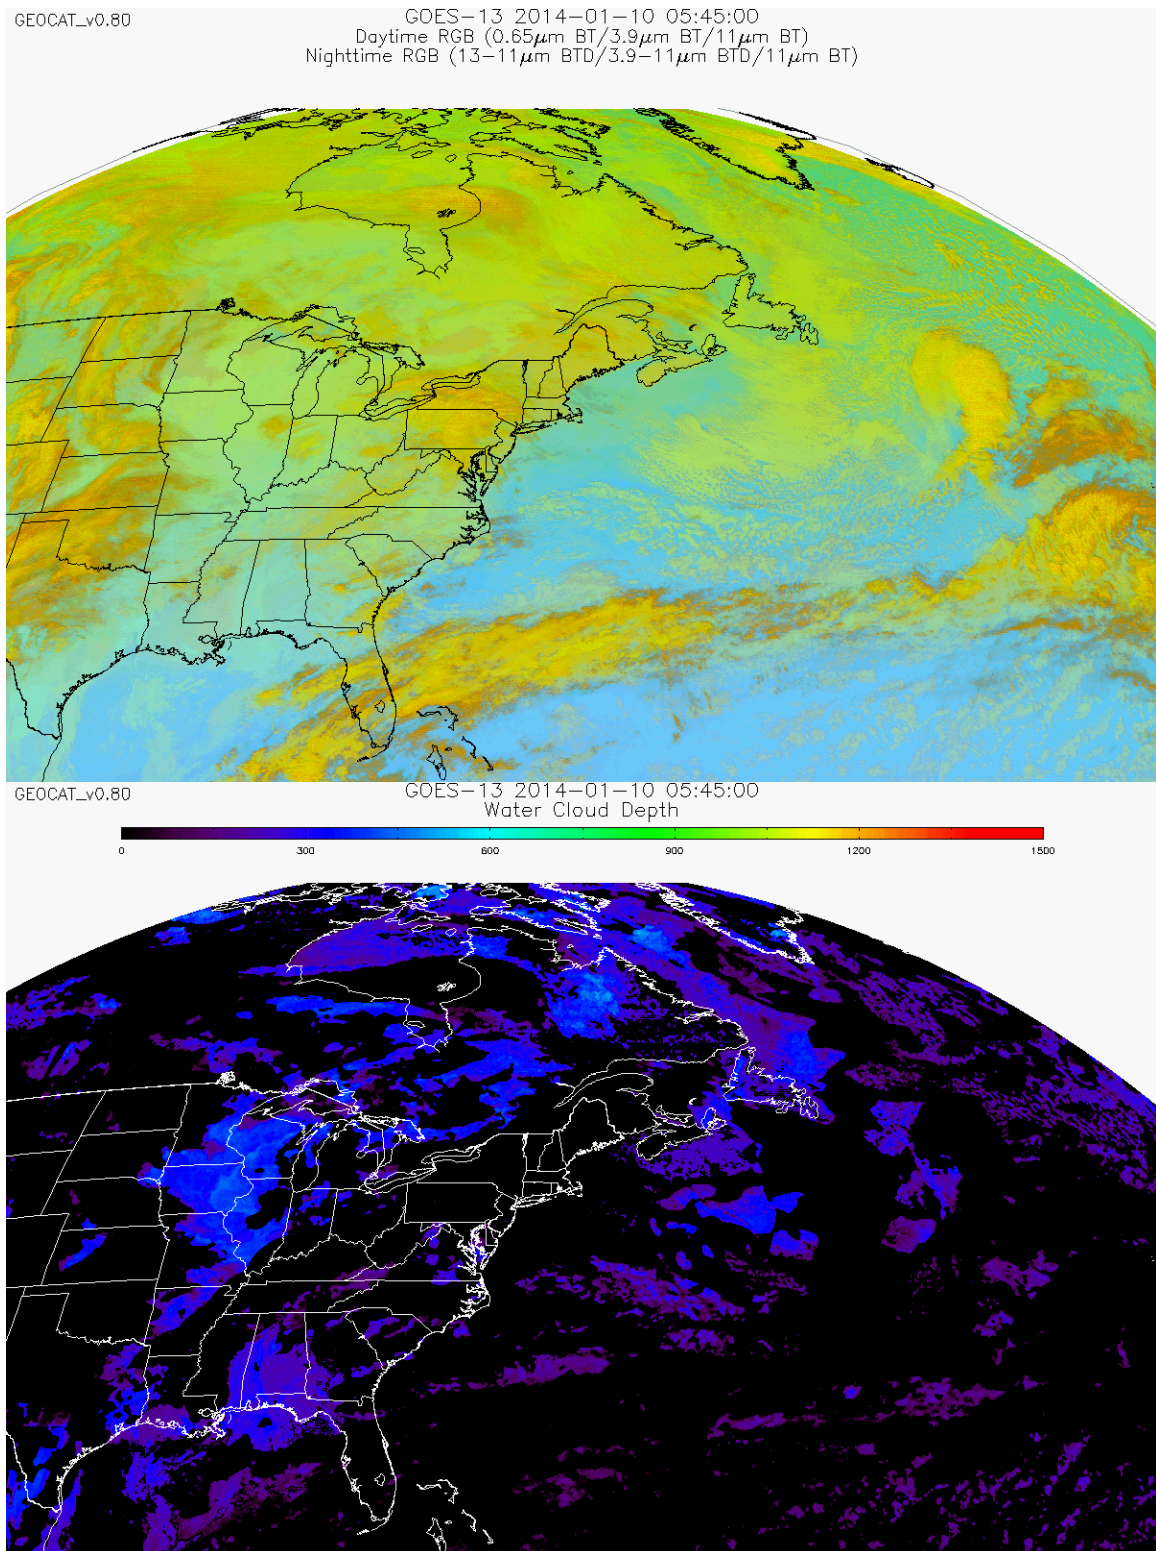 GEOCAT_v0.80
GOES-13 2014-01-10 05:45:00
Daytime RGB (0.65μm BT/3.9μm BT/11μm BT)
Nighttime RGB (13-11μm BTD/3.9-11μm BTD/11μm BT)
GEOCAT_v0.80
GOES-13 2014-01-10 05:45:00
Water Cloud Depth
0 300 600 900 1200 1500